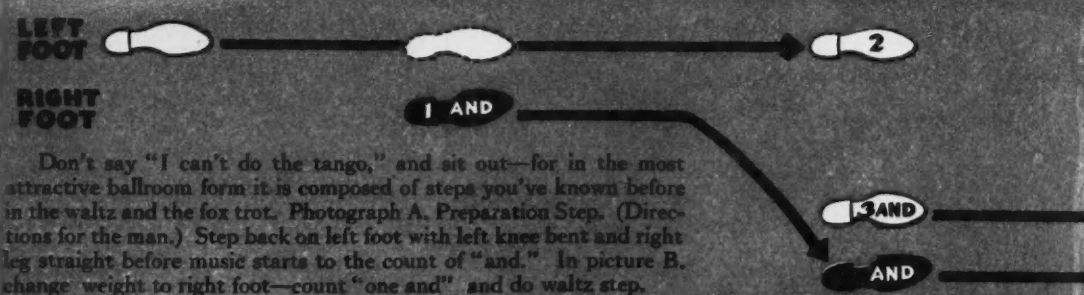 LEFT
FOOT
2
RIGHT
FOOT
1 AND
Don't say "I can't do the tango," and sit out—for in the most
attractive ballroom form it is composed of steps you've known before
in the waltz and the fox trot. Photograph A. Preparation Step. (Direc-
tions for the man.) Step back on left foot with left knee bent and right
leg straight before music starts to the count of "and." In picture B,
change weight to right foot—count "one and" and do waltz step.
3 AND
AND